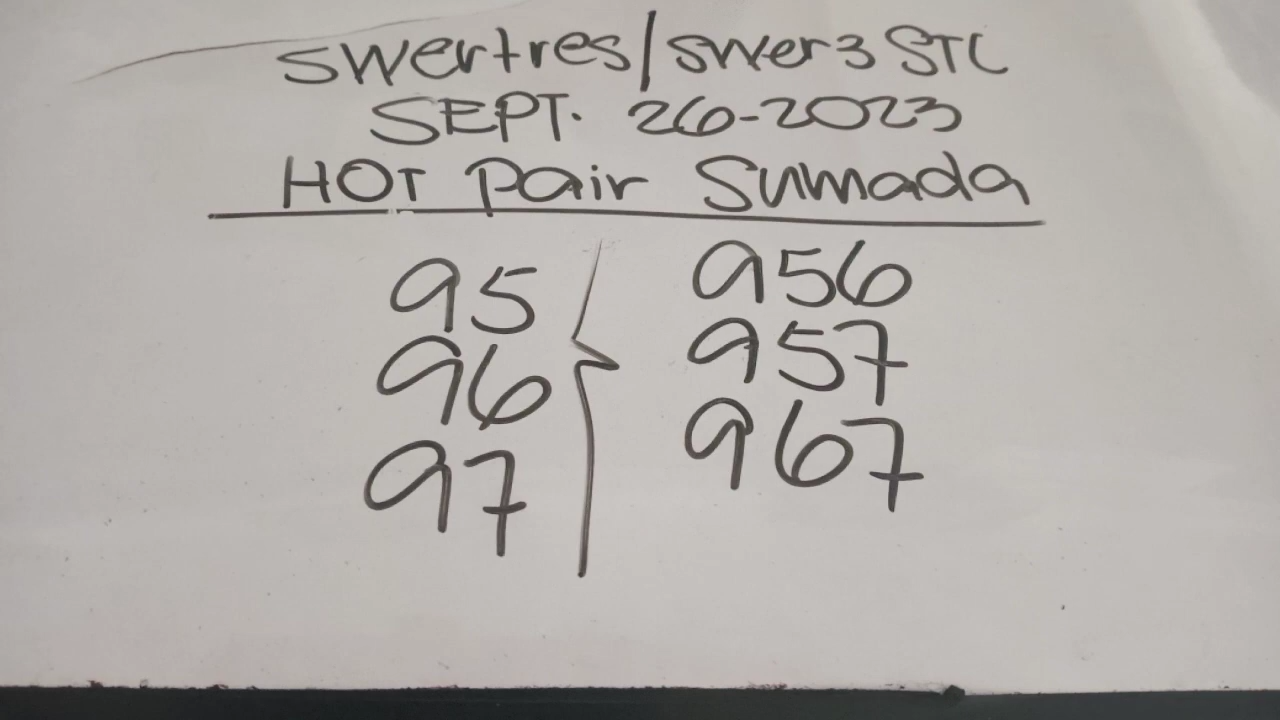 swertres/swer3 STL
SEPT. 26-2023
HOT Pair Sumada
95 956
96 957
97 967